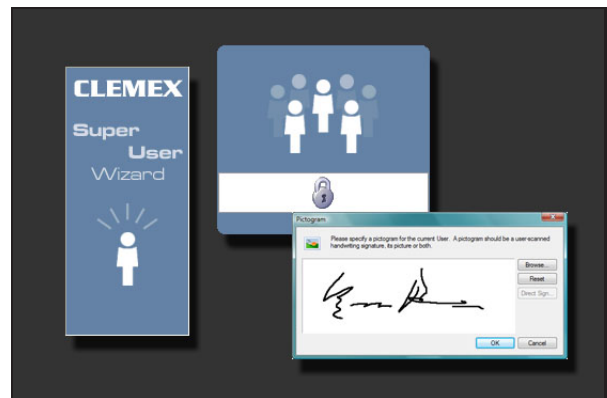 CLEMEX
Super
User
Wizard
Pictogram
Please specify a pictogram for the current User . A pictogram should be a user-scanned
handwriting signature, its picture or both.
Browse...
Reset
Direct Sign...
OK
Cancel